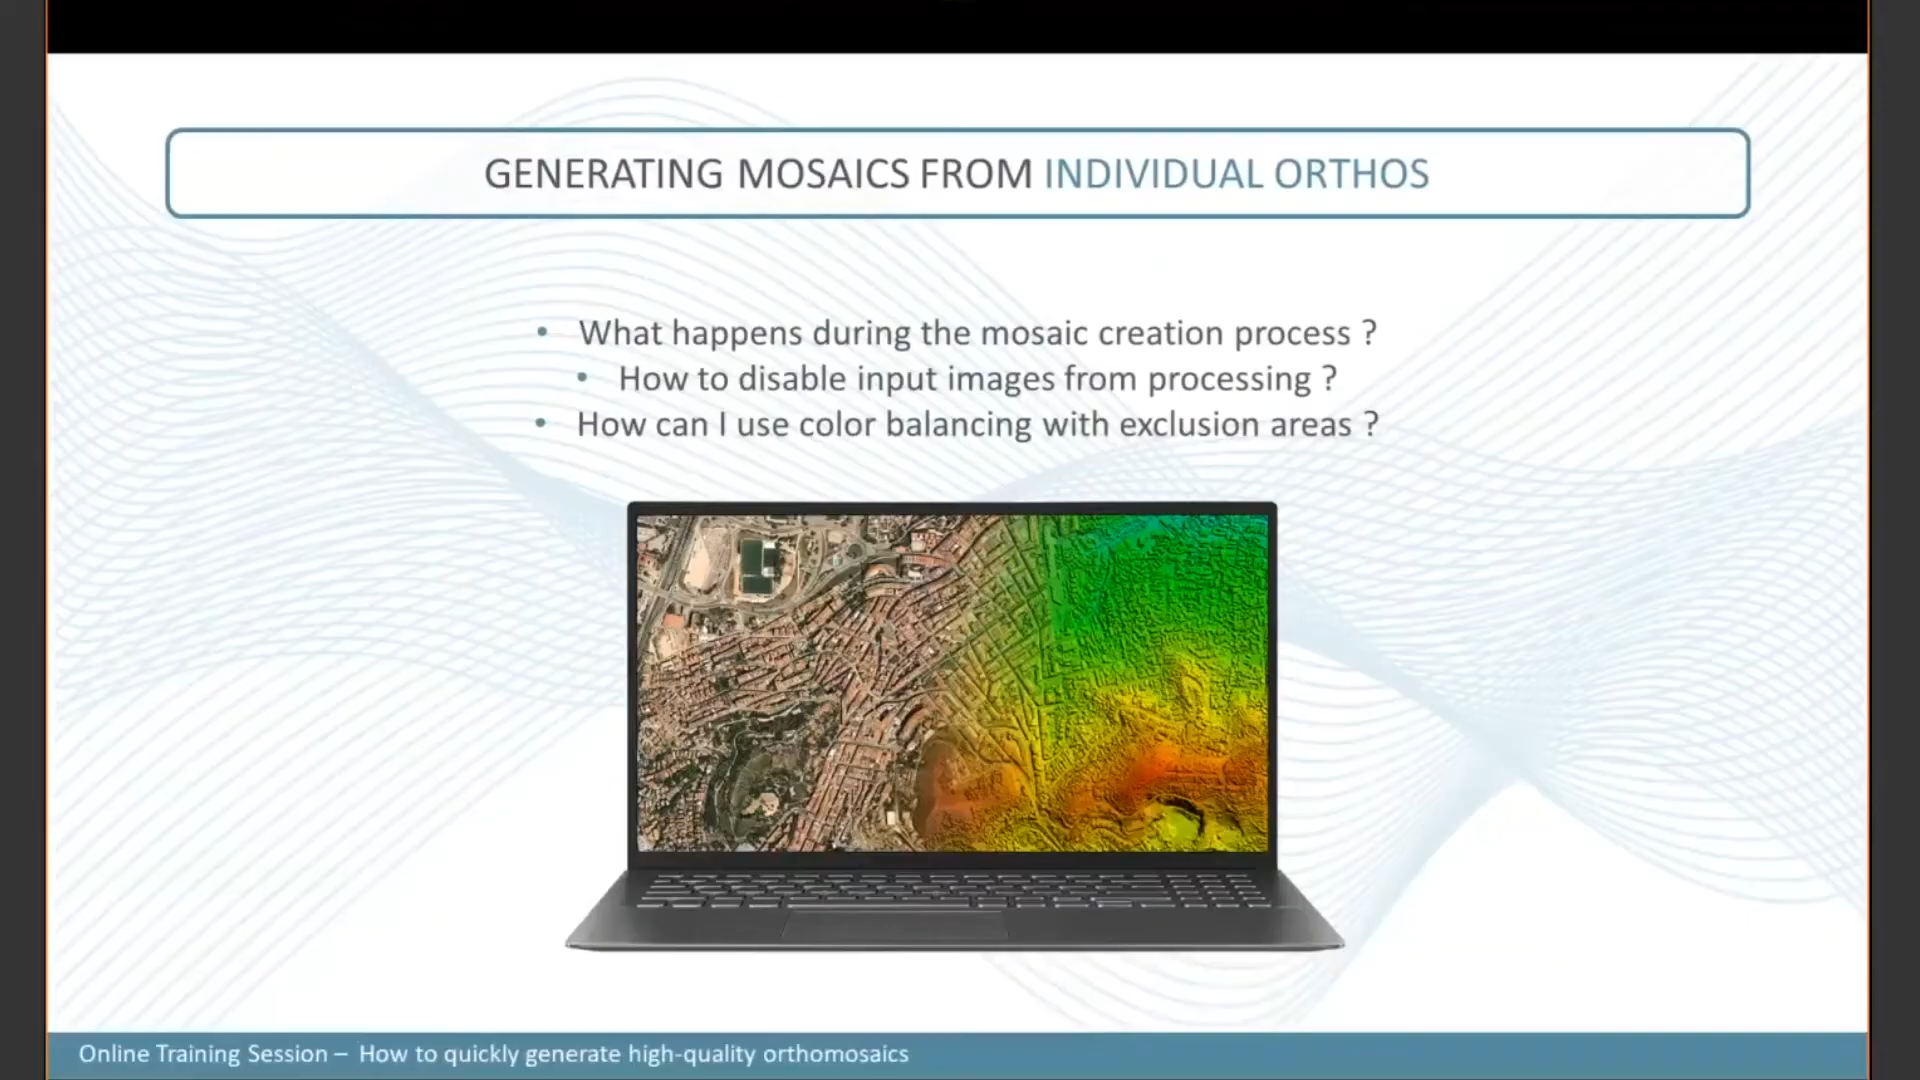 GENERATING MOSAICS FROM INDIVIDUAL ORTHOS
• What happens during the mosaic creation process ?
• How to disable input images from processing ?
• How can I use color balancing with exclusion areas ?
Online Training Session – How to quickly generate high-quality orthomosaics